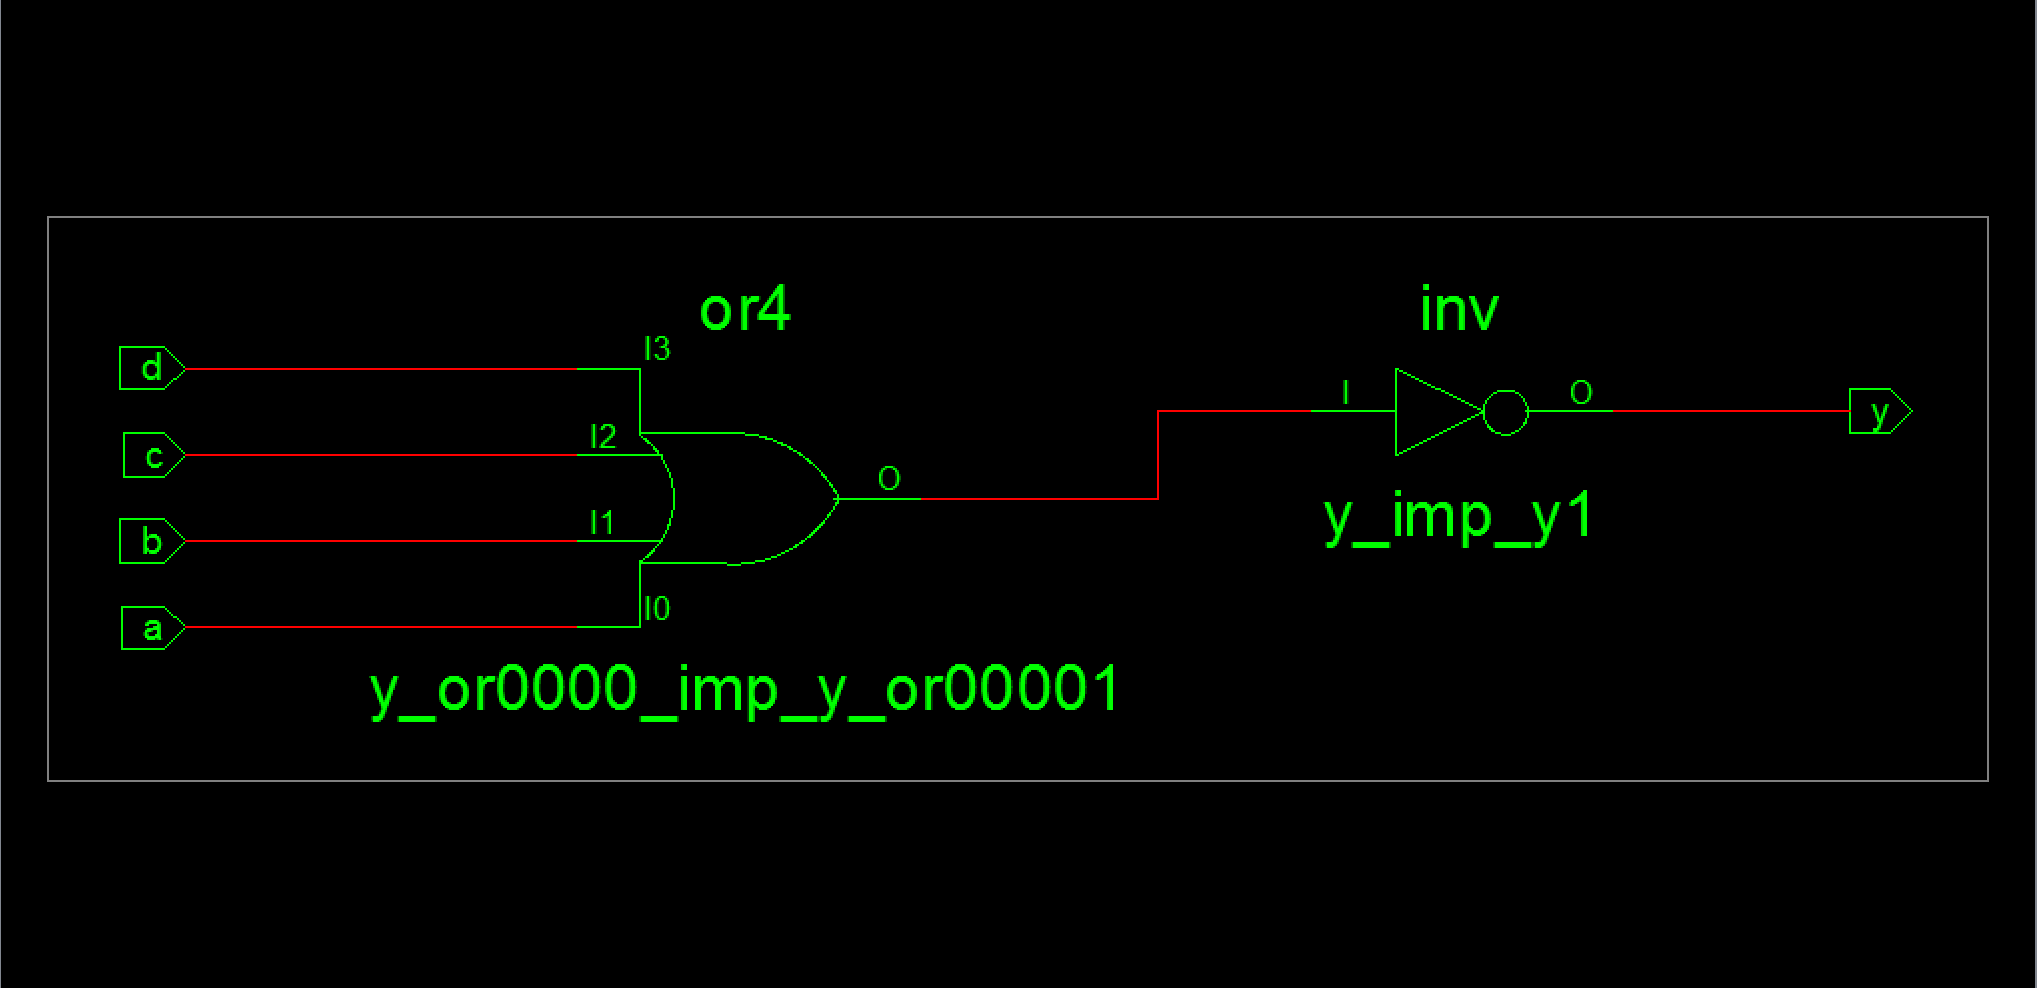 or4
inv
d
I3
c
I2
I
O
y
O
b
I1
y_imp_y1
a
I0
y_or0000_imp_y_or00001